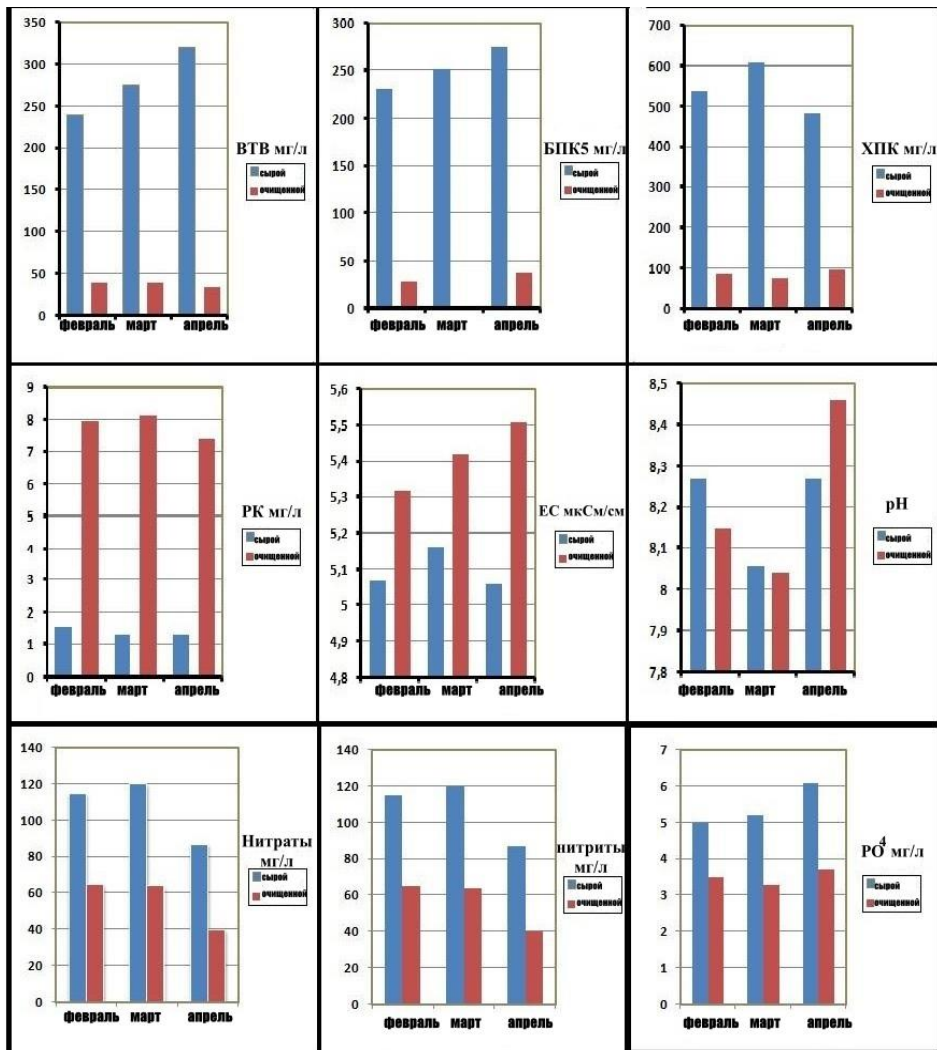 350
300
250
200
150
100
50
0
февраль март апрель
ВТВ мг/л
сырой
очищенной
300
250
200
150
100
50
0
февраль март апрель
БПК5 мг/л
сырой
очищенной
700
600
500
400
300
200
100
0
февраль март апрель
ХПК мг/л
сырой
очищенной
9
8
7
6
5
4
3
2
1
0
февраль март апрель
РК мг/л
сырой
очищенной
5,6
5,5
5,4
5,3
5,2
5,1
5
4,9
4,8
февраль март апрель
ЕС мкСм/см
сырой
очищенной
8,5
8,4
8,3
8,2
8,1
8
7,9
7,8
февраль март апрель
pH
сырой
очищенной
140
120
100
80
60
40
20
0
февраль март апрель
Нитраты
мг/л
сырой
очищенной
140
120
100
80
60
40
20
0
февраль март апрель
нитриты
мг/л
сырой
очищенной
7
6
5
4
3
2
1
0
февраль март апрель
PO⁴ мг/л
сырой
очищенной